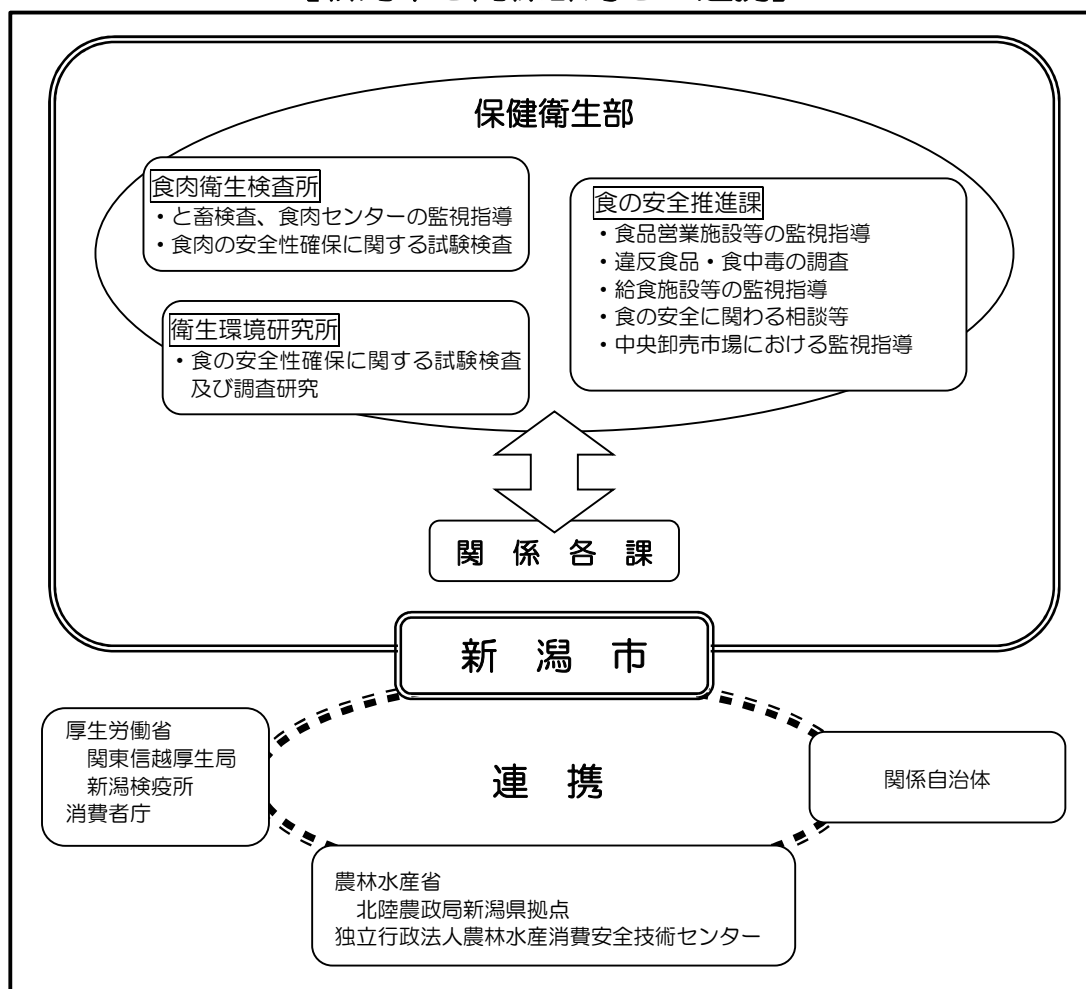 保健衛生部
食肉衛生検査所
・と畜検査、食肉センターの監視指導
・食肉の安全性確保に関する試験検査
衛生環境研究所
・食の安全性確保に関する試験検査
及び調査研究
食の安全推進課
・食品営業施設等の監視指導
・違反食品・食中毒の調査
・給食施設等の監視指導
・食の安全に関わる相談等
・中央卸売市場における監視指導
関係各課
新潟市
厚生労働省
関東信越厚生局
新潟検疫所
消費者庁
連携
関係自治体
農林水産省
北陸農政局新潟県拠点
独立行政法人農林水産消費安全技術センター